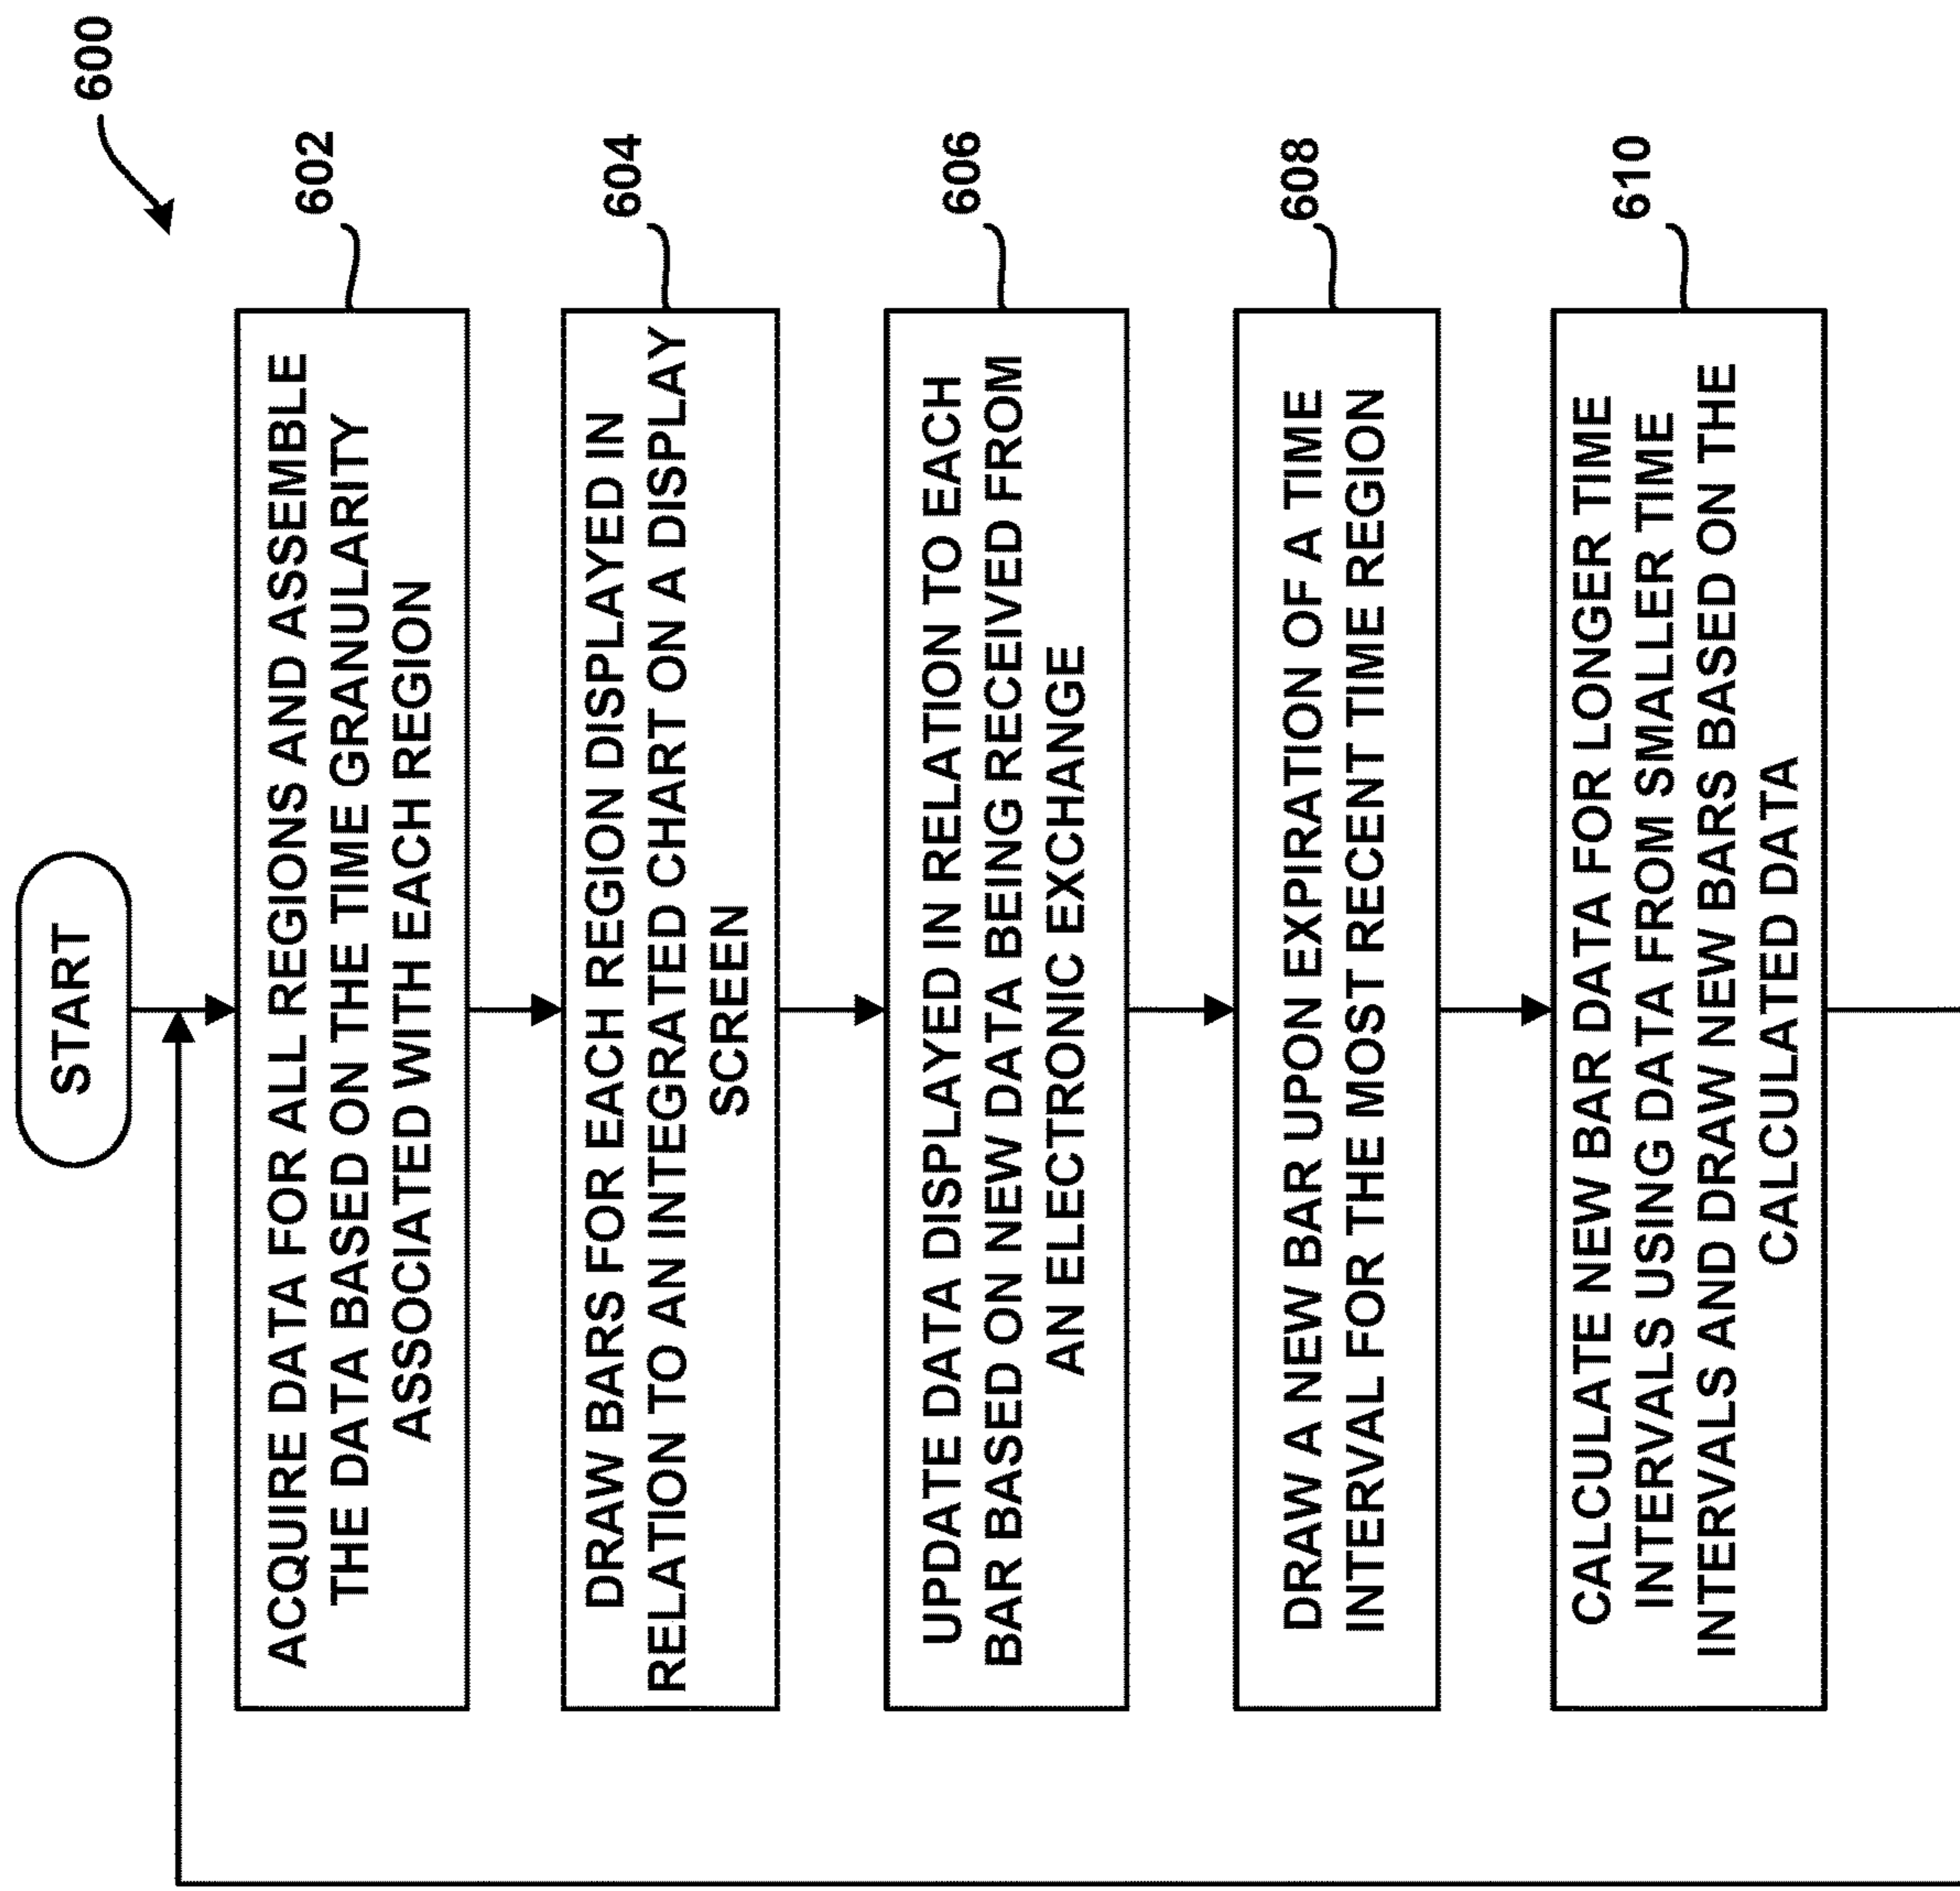 600
START
ACQUIRE DATA FOR ALL REGIONS AND ASSEMBLE
THE DATA BASED ON THE TIME GRANULARITY
ASSOCIATED WITH EACH REGION
602
DRAW BARS FOR EACH REGION DISPLAYED IN
RELATION TO AN INTEGRATED CHART ON A DISPLAY
SCREEN
604
UPDATE DATA DISPLAYED IN RELATION TO EACH
BAR BASED ON NEW DATA BEING RECEIVED FROM
AN ELECTRONIC EXCHANGE
606
DRAW A NEW BAR UPON EXPIRATION OF A TIME
INTERVAL FOR THE MOST RECENT TIME REGION
608
CALCULATE NEW BAR DATA FOR LONGER TIME
INTERVALS USING DATA FROM SMALLER TIME
INTERVALS AND DRAW NEW BARS BASED ON THE
CALCULATED DATA
610